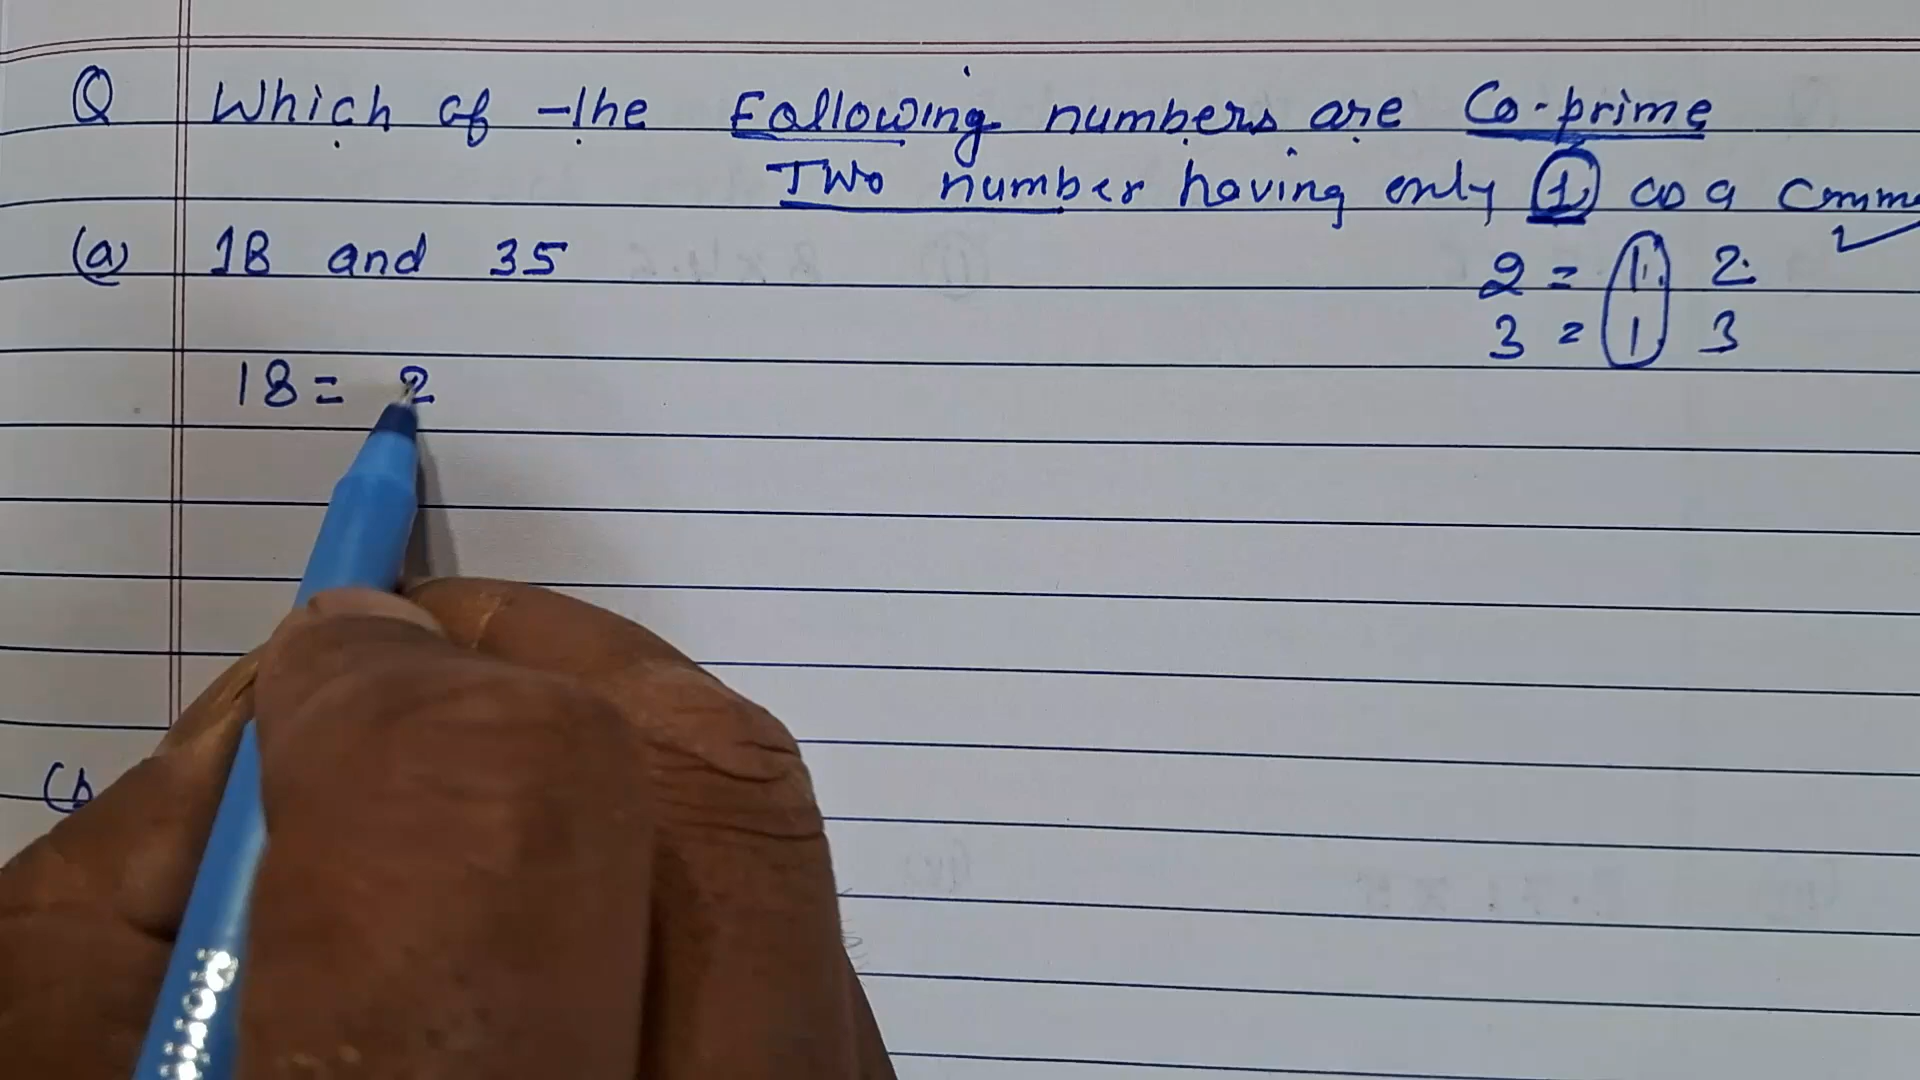 Q Which of the Following numbers are Co-prime
Two number having only 1 as a
(a) 18 and 35
2 = 1. 2.
3 = 1 3
18 = 2